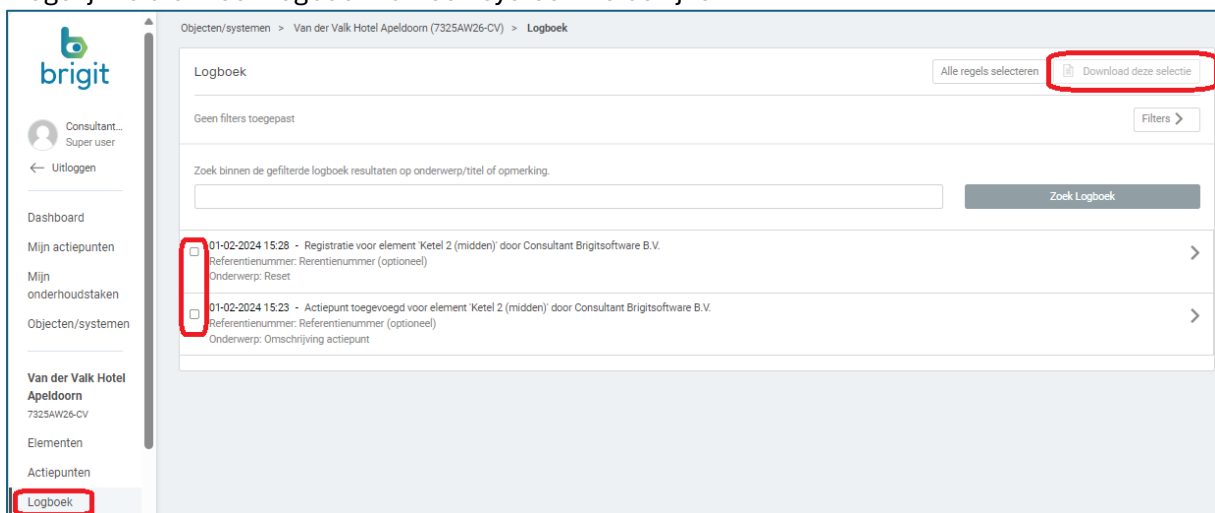 Objecten/systemen > Van der Valk Hotel Apeldoorn (7325AW26-CV) > Logboek
brigit
Consultant...
Super user
← Uitloggen
Dashboard
Mijn actiepunten
Mijn
onderhoudstaken
Objecten/systemen
Van der Valk Hotel
Apeldoorn
7325AW26-CV
Elementen
Actiepunten
Logboek
Logboek
Alle regels selecteren
Download deze selectie
Geen filters toegepast
Filters
Zoek binnen de gefilterde logboek resultaten op onderwerp/titel of opmerking.
Zoek Logboek
01-02-2024 15:28 - Registratie voor element 'Ketel 2 (midden)' door Consultant Brigitsoftware B.V.
Referentienummer: Rerentienummer (optioneel)
Onderwerp: Reset
01-02-2024 15:23 - Actiepunt toegevoegd voor element 'Ketel 2 (midden)' door Consultant Brigitsoftware B.V.
Referentienummer: Referentienummer (optioneel)
Onderwerp: Omschrijving actiepunt